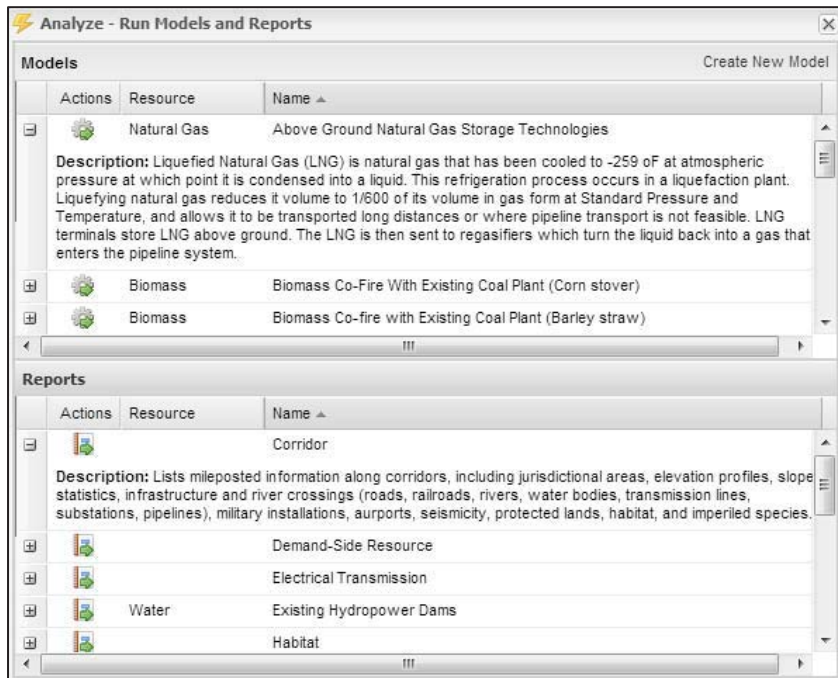 Analyze - Run Models and Reports
Models Create New Model
Actions Resource Name
Natural Gas Above Ground Natural Gas Storage Technologies
Description: Liquefied Natural Gas (LNG) is natural gas that has been cooled to -259 oF at atmospheric
pressure at which point it is condensed into a liquid. This refrigeration process occurs in a liquefaction plant.
Liquefying natural gas reduces it volume to 1/600 of its volume in gas form at Standard Pressure and
Temperature, and allows it to be transported long distances or where pipeline transport is not feasible. LNG
terminals store LNG above ground. The LNG is then sent to regasifiers which turn the liquid back into a gas that
enters the pipeline system.
Biomass Biomass Co-Fire With Existing Coal Plant (Corn stover)
Biomass Biomass Co-fire with Existing Coal Plant (Barley straw)
Reports
Actions Resource Name
Corridor
Description: Lists mileposted information along corridors, including jurisdictional areas, elevation profiles, slope
statistics, infrastructure and river crossings (roads, railroads, rivers, water bodies, transmission lines,
substations, pipelines), military installations, aurports, seismicity, protected lands, habitat, and imperiled species.
Demand-Side Resource
Electrical Transmission
Water Existing Hydropower Dams
Habitat